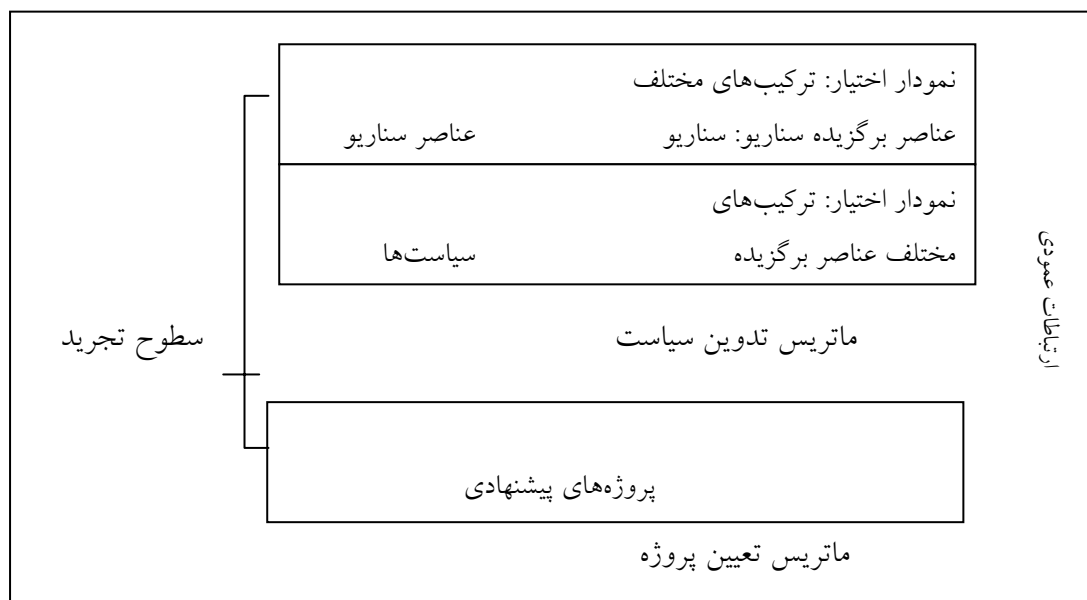 نمودار اختیار: ترکیب‌های مختلف
عناصر برگزیده سناریو: سناریو عناصر سناریو
نمودار اختیار: ترکیب‌های
مختلف عناصر برگزیده سیاست‌ها
ارتباطات عمودی
ماتریس تدوین سیاست
سطوح تجرید
پروژه‌های پیشنهادی
ماتریس تعیین پروژه